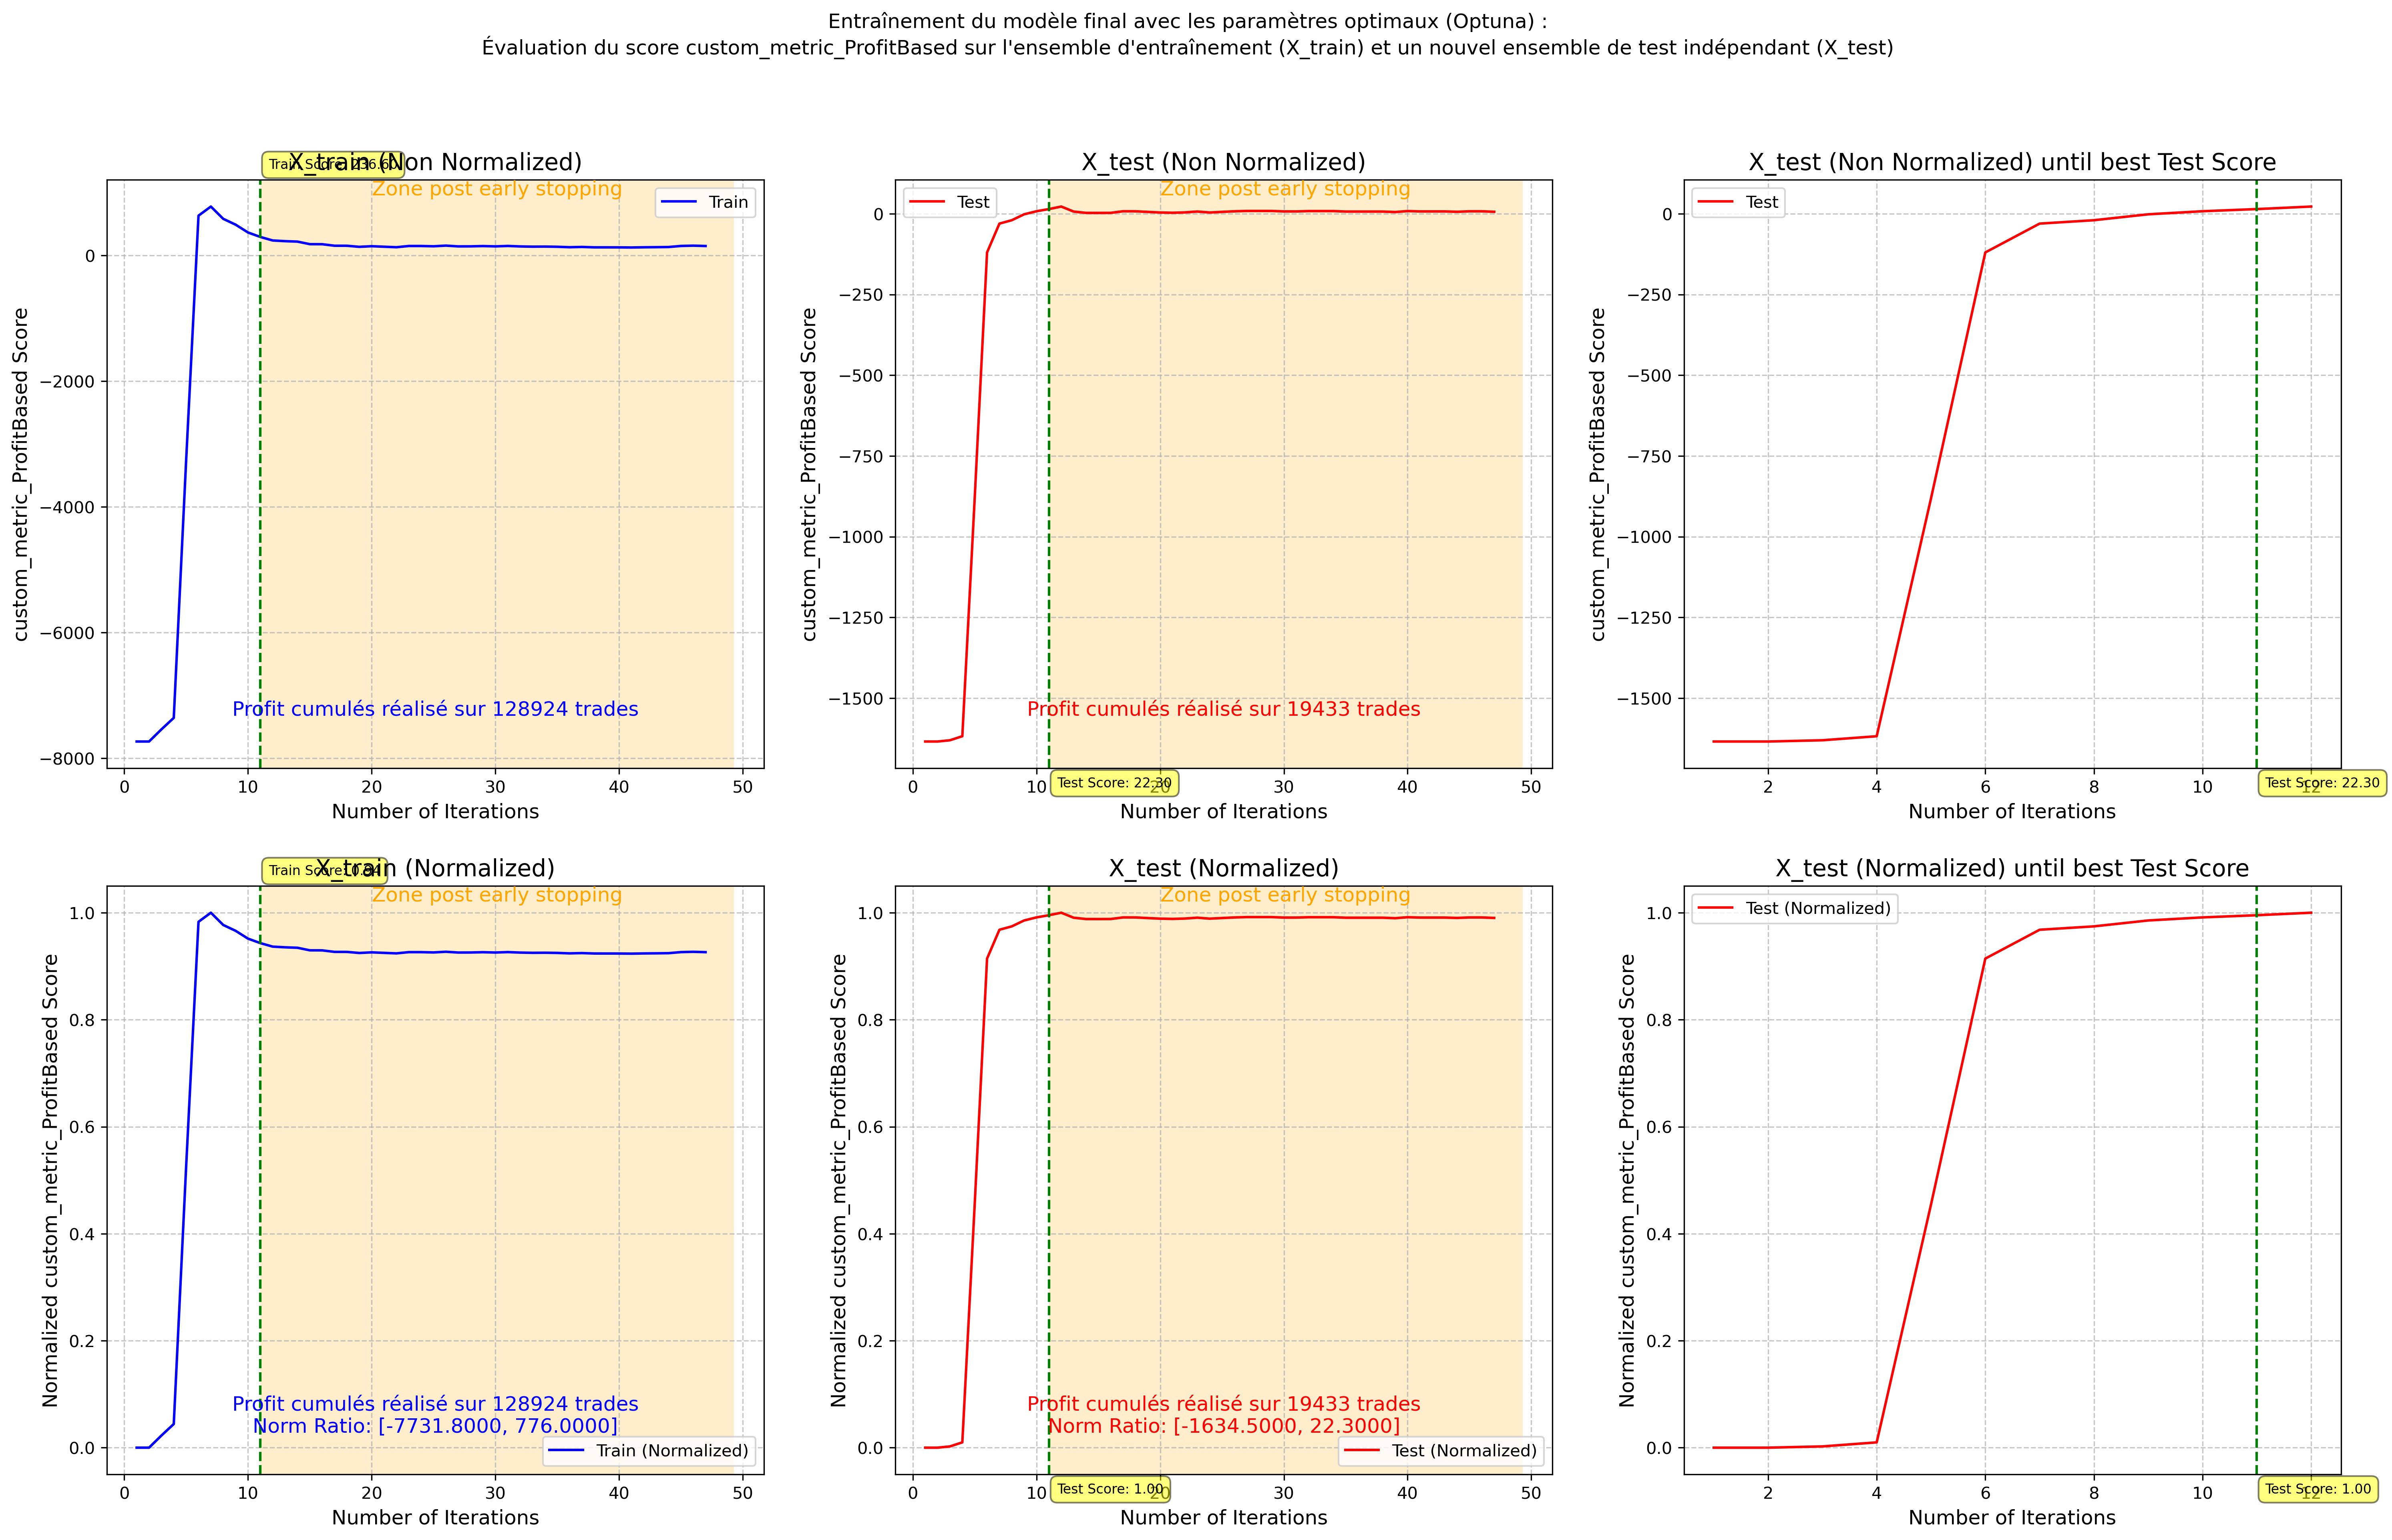 Entraînement du modèle final avec les paramètres optimaux (Optuna) :
Évaluation du score custom_metric_ProfitBased sur l'ensemble d'entraînement (X_train) et un nouvel ensemble de test indépendant (X_test)
X_train (Non Normalized)
Train Score: 236.60
Zone post early stopping
Train
custom_metric_ProfitBased Score
0
−2000
−4000
−6000
−8000
Profit cumulés réalisé sur 128924 trades
0 10 20 30 40 50
Number of Iterations
X_test (Non Normalized)
Zone post early stopping
Test
custom_metric_ProfitBased Score
0
−250
−500
−750
−1000
−1250
−1500
Profit cumulés réalisé sur 19433 trades
0 10 20 30 40 50
Test Score: 22.30
Number of Iterations
X_test (Non Normalized) until best Test Score
Test
custom_metric_ProfitBased Score
0
−250
−500
−750
−1000
−1250
−1500
2 4 6 8 10 12
Test Score: 22.30
Number of Iterations
X_train (Normalized)
Train Score: 0.94
Zone post early stopping
Normalized custom_metric_ProfitBased Score
1.0
0.8
0.6
0.4
0.2
0.0
Profit cumulés réalisé sur 128924 trades
Norm Ratio: [-7731.8000, 776.0000]
Train (Normalized)
0 10 20 30 40 50
Number of Iterations
X_test (Normalized)
Zone post early stopping
Normalized custom_metric_ProfitBased Score
1.0
0.8
0.6
0.4
0.2
0.0
Profit cumulés réalisé sur 19433 trades
Norm Ratio: [-1634.5000, 22.3000]
Test (Normalized)
0 10 20 30 40 50
Test Score: 1.00
Number of Iterations
X_test (Normalized) until best Test Score
Test (Normalized)
Normalized custom_metric_ProfitBased Score
1.0
0.8
0.6
0.4
0.2
0.0
2 4 6 8 10 12
Test Score: 1.00
Number of Iterations